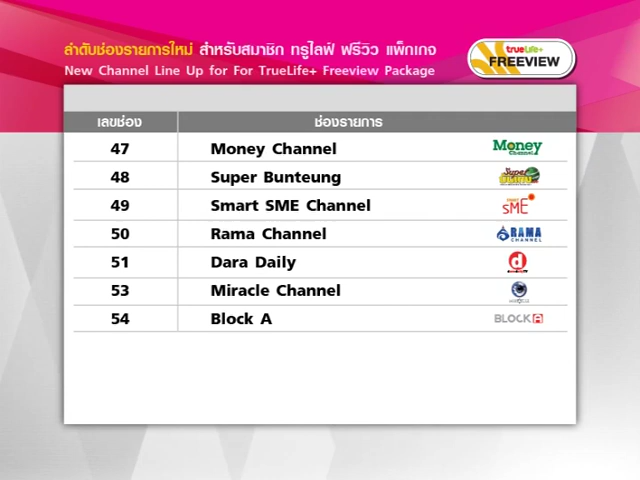 ลำดับช่องรายการใหม่ สำหรับสมาชิก ทรูไลฟ์ ฟรีวิว แพ็กเกจ
New Channel Line Up for For TrueLife+ Freeview Package
truelife+
FREEVIEW
เลขช่อง ช่องรายการ
47 Money Channel Money Channel
48 Super Bunteung Super
49 Smart SME Channel SME
50 Rama Channel RAMA CHANNEL
51 Dara Daily d
53 Miracle Channel
54 Block A BLOCK A